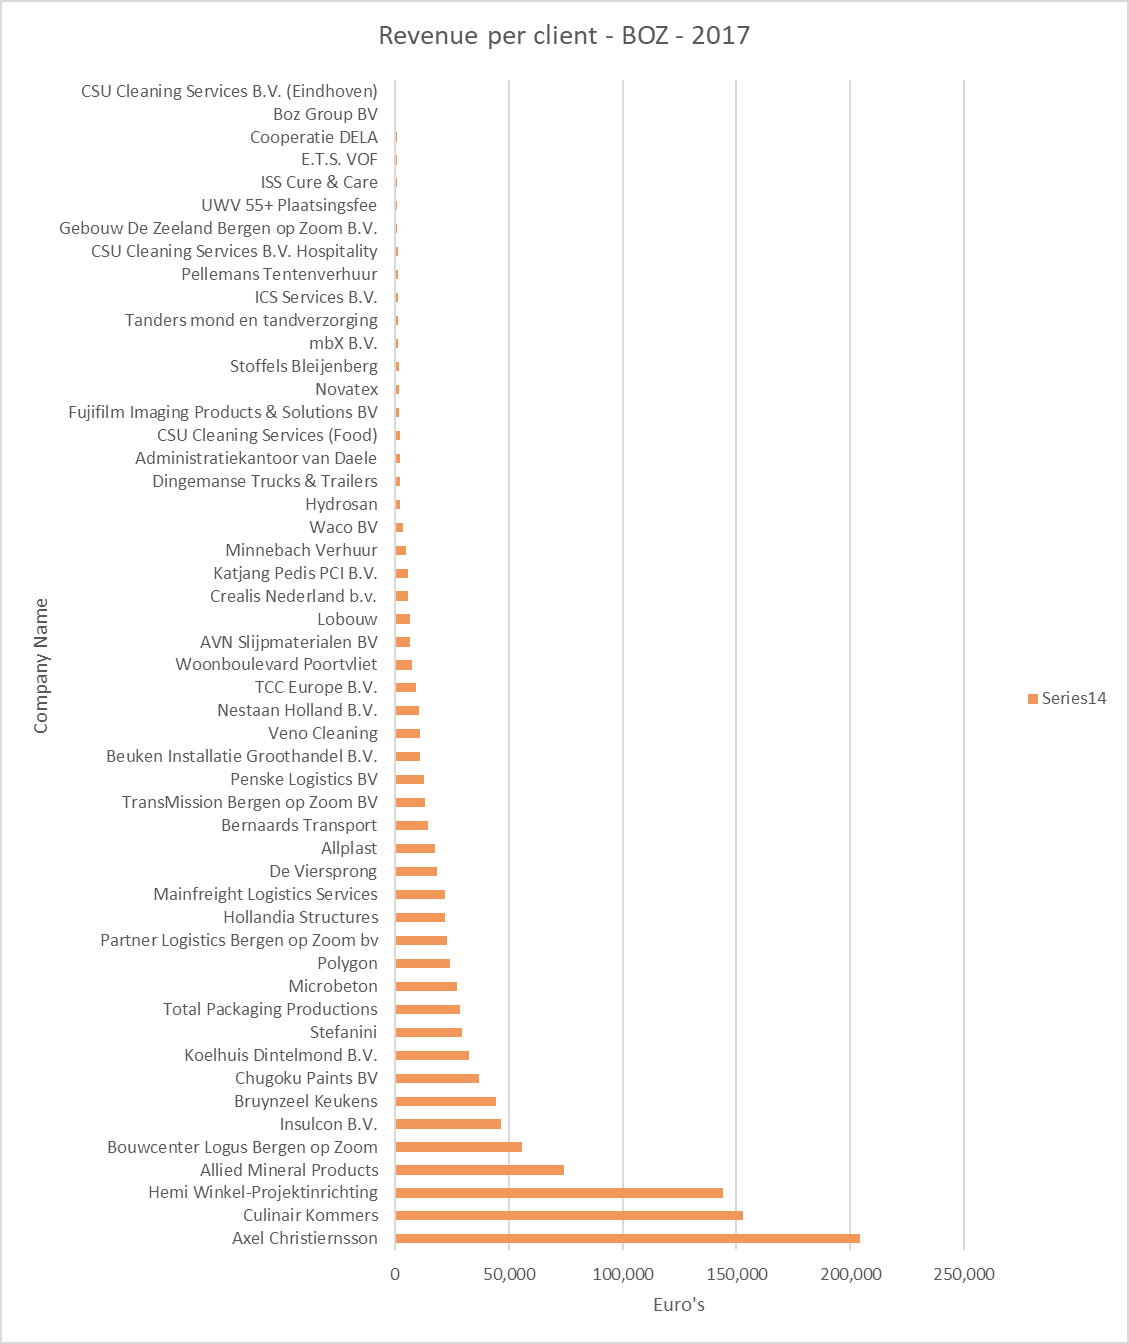 Revenue per client - BOZ - 2017
CSU Cleaning Services B.V. (Eindhoven)
Boz Group BV
Cooperatie DELA
E.T.S. VOF
ISS Cure & Care
UWV 55+ Plaatsingsfee
Gebouw De Zeeland Bergen op Zoom B.V.
CSU Cleaning Services B.V. Hospitality
Pellemans Tentenverhuur
ICS Services B.V.
Tanders mond en tandverzorging
mbX B.V.
Stoffels Bleijenberg
Novatex
Fujifilm Imaging Products & Solutions BV
CSU Cleaning Services (Food)
Administratiekantoor van Daele
Dingemanse Trucks & Trailers
Hydrosan
Waco BV
Minnebach Verhuur
Katjang Pedis PCI B.V.
Crealis Nederland b.v.
Lobouw
AVN Slijpmaterialen BV
Woonboulevard Poortvliet
TCC Europe B.V.
Nestaan Holland B.V.
Veno Cleaning
Beuken Installatie Groothandel B.V.
Penske Logistics BV
TransMission Bergen op Zoom BV
Bernaards Transport
Allplast
De Viersprong
Mainfreight Logistics Services
Hollandia Structures
Partner Logistics Bergen op Zoom bv
Polygon
Microbeton
Total Packaging Productions
Stefanini
Koelhuis Dintelmond B.V.
Chugoku Paints BV
Bruynzeel Keukens
Insulcon B.V.
Bouwcenter Logus Bergen op Zoom
Allied Mineral Products
Hemi Winkel-Projektinrichting
Culinair Kommers
Axel Christiernsson
Company Name
0 50,000 100,000 150,000 200,000 250,000
Euro's
Series14